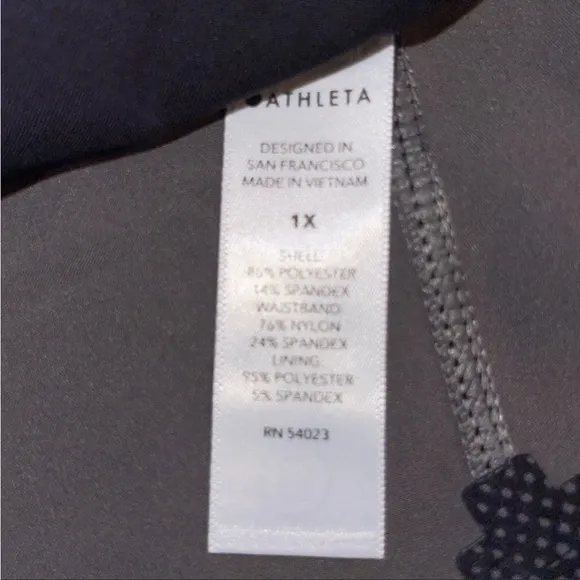 ATHLETA
DESIGNED IN
SAN FRANCISCO
MADE IN VIETNAM
1X
SHELL:
86% POLYESTER
14% SPANDEX
WAISTBAND:
76% NYLON
24% SPANDEX
LINING:
95% POLYESTER
5% SPANDEX
RN 54023